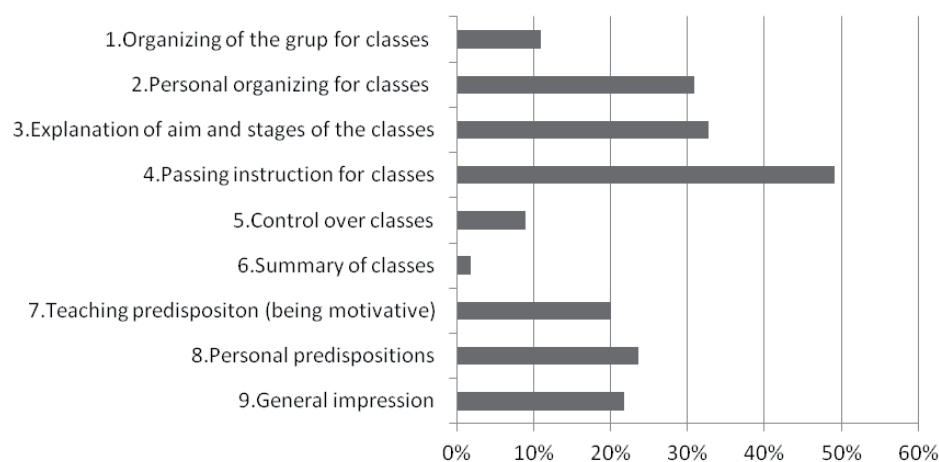 1.Organizing of the grup for classes
2.Personal organizing for classes
3.Explanation of aim and stages of the classes
4.Passing instruction for classes
5.Control over classes
6.Summary of classes
7.Teaching predispositon (being motivative)
8.Personal predispositions
9.General impression
0% 10% 20% 30% 40% 50% 60%